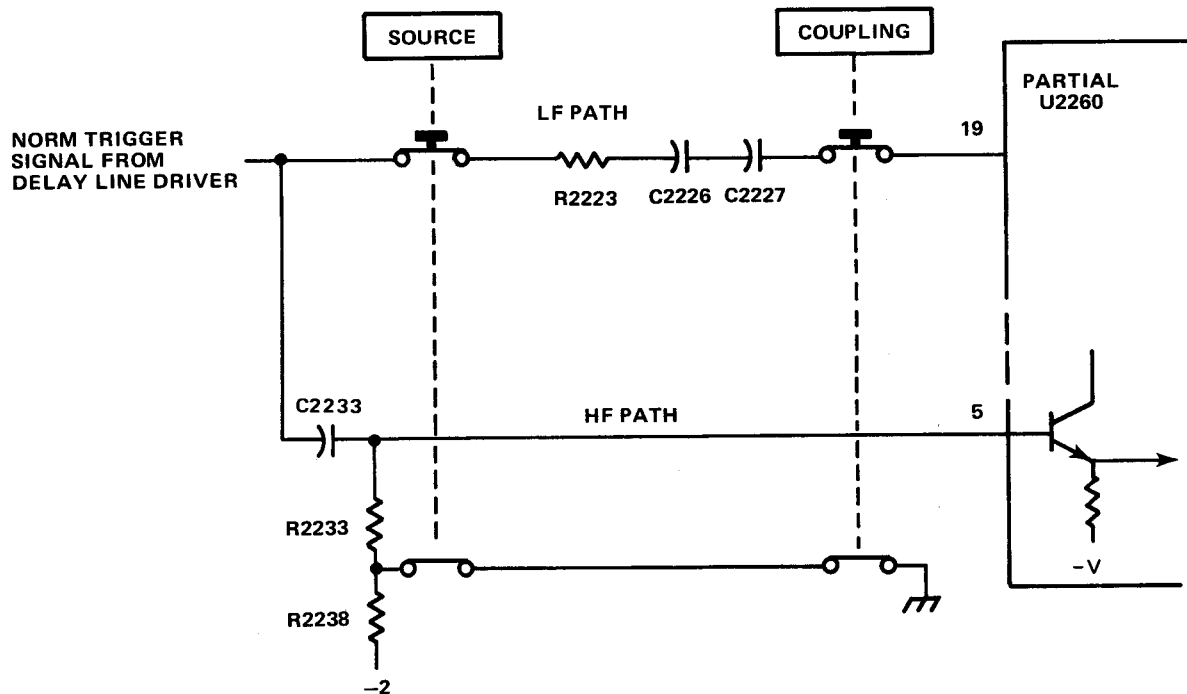 SOURCE
COUPLING
PARTIAL
U2260
LF PATH
19
NORM TRIGGER
SIGNAL FROM
DELAY LINE DRIVER
R2223
C2226
C2227
C2233
HF PATH
5
R2233
R2238
–V
–2